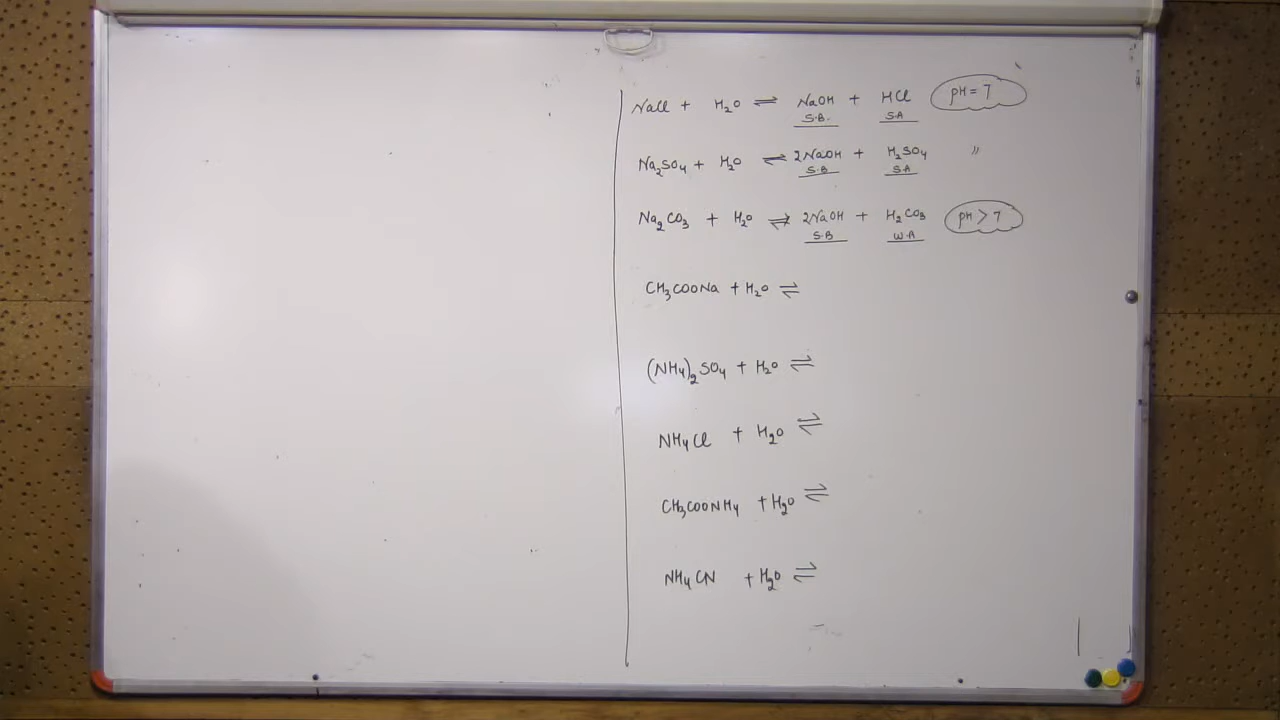 NaCl + H₂O ⇌ NaOH + HCl pH = 7
S.B. S.A
Na₂SO₄ + H₂O ⇌ 2NaOH + H₂SO₄ "
S.B S.A
Na₂CO₃ + H₂O ⇌ 2NaOH + H₂CO₃ pH > 7
S.B W.A
CH₃COONa + H₂O ⇌
(NH₄)₂SO₄ + H₂O ⇌
NH₄Cl + H₂O ⇌
CH₃COONH₄ + H₂O ⇌
NH₄CN + H₂O ⇌